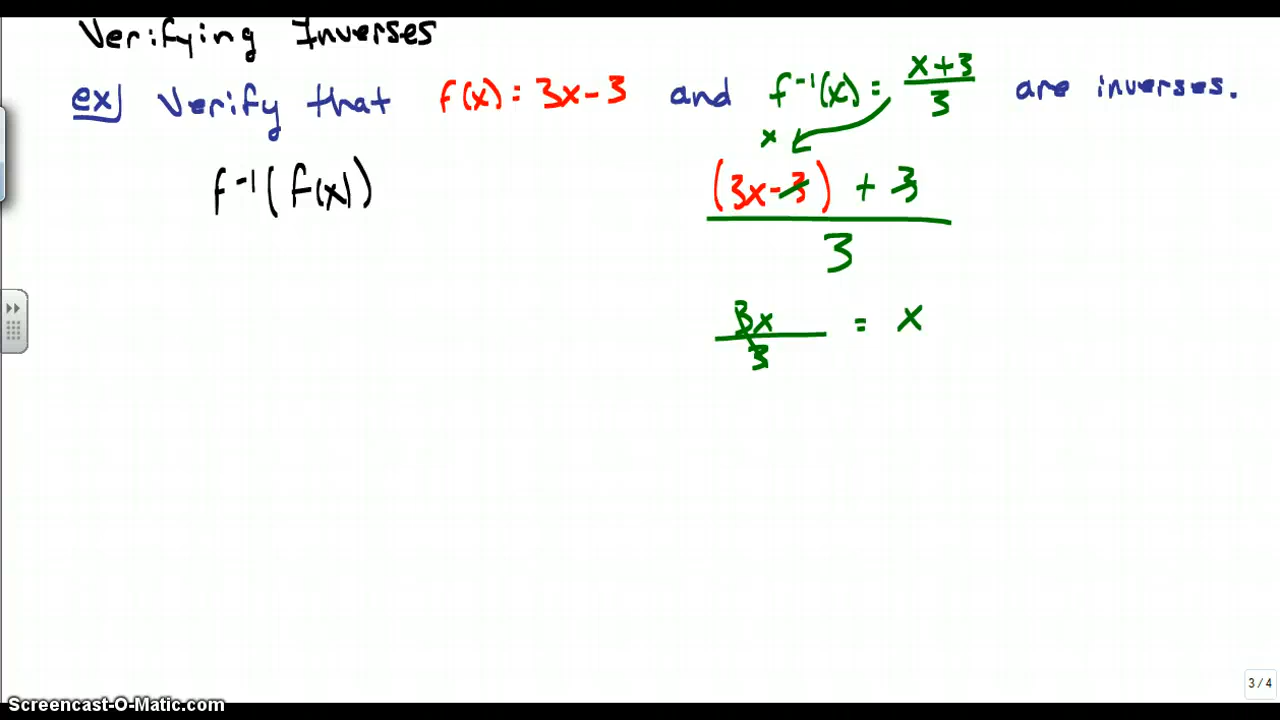 Verifying Inverses
ex) Verify that f(x) = 3x - 3 and f⁻¹(x) = (x+3)/3 are inverses.
x
f⁻¹(f(x)) (3x-3) + 3
3
3x/3 = x
3/4
Screencast-O-Matic.com